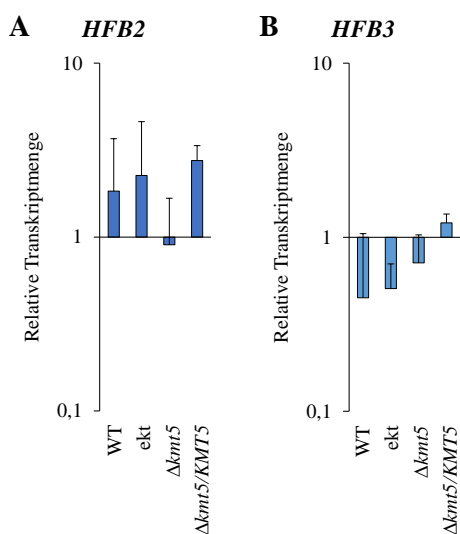 A HFB2
Relative Transkriptmenge
10
1
0,1
WT
ekt
Δkmt5
Δkmt5/KMT5
B HFB3
Relative Transkriptmenge
10
1
0,1
WT
ekt
Δkmt5
Δkmt5/KMT5